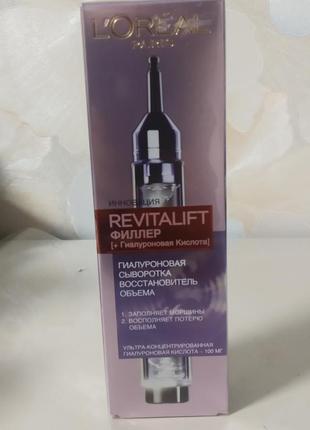 L'ORÉAL
PARIS
ИННОВАЦИЯ
REVITALIFT
ФИЛЛЕР
[+ Гиалуроновая Кислота]
ГИАЛУРОНОВАЯ
СЫВОРОТКА
ВОССТАНОВИТЕЛЬ
ОБЪЕМА
1. ЗАПОЛНЯЕТ МОРЩИНЫ
2. ВОСПОЛНЯЕТ ПОТЕРЮ
ОБЪЕМА
УЛЬТРА-КОНЦЕНТРИРОВАННАЯ
ГИАЛУРОНОВАЯ КИСЛОТА - 100 МГ